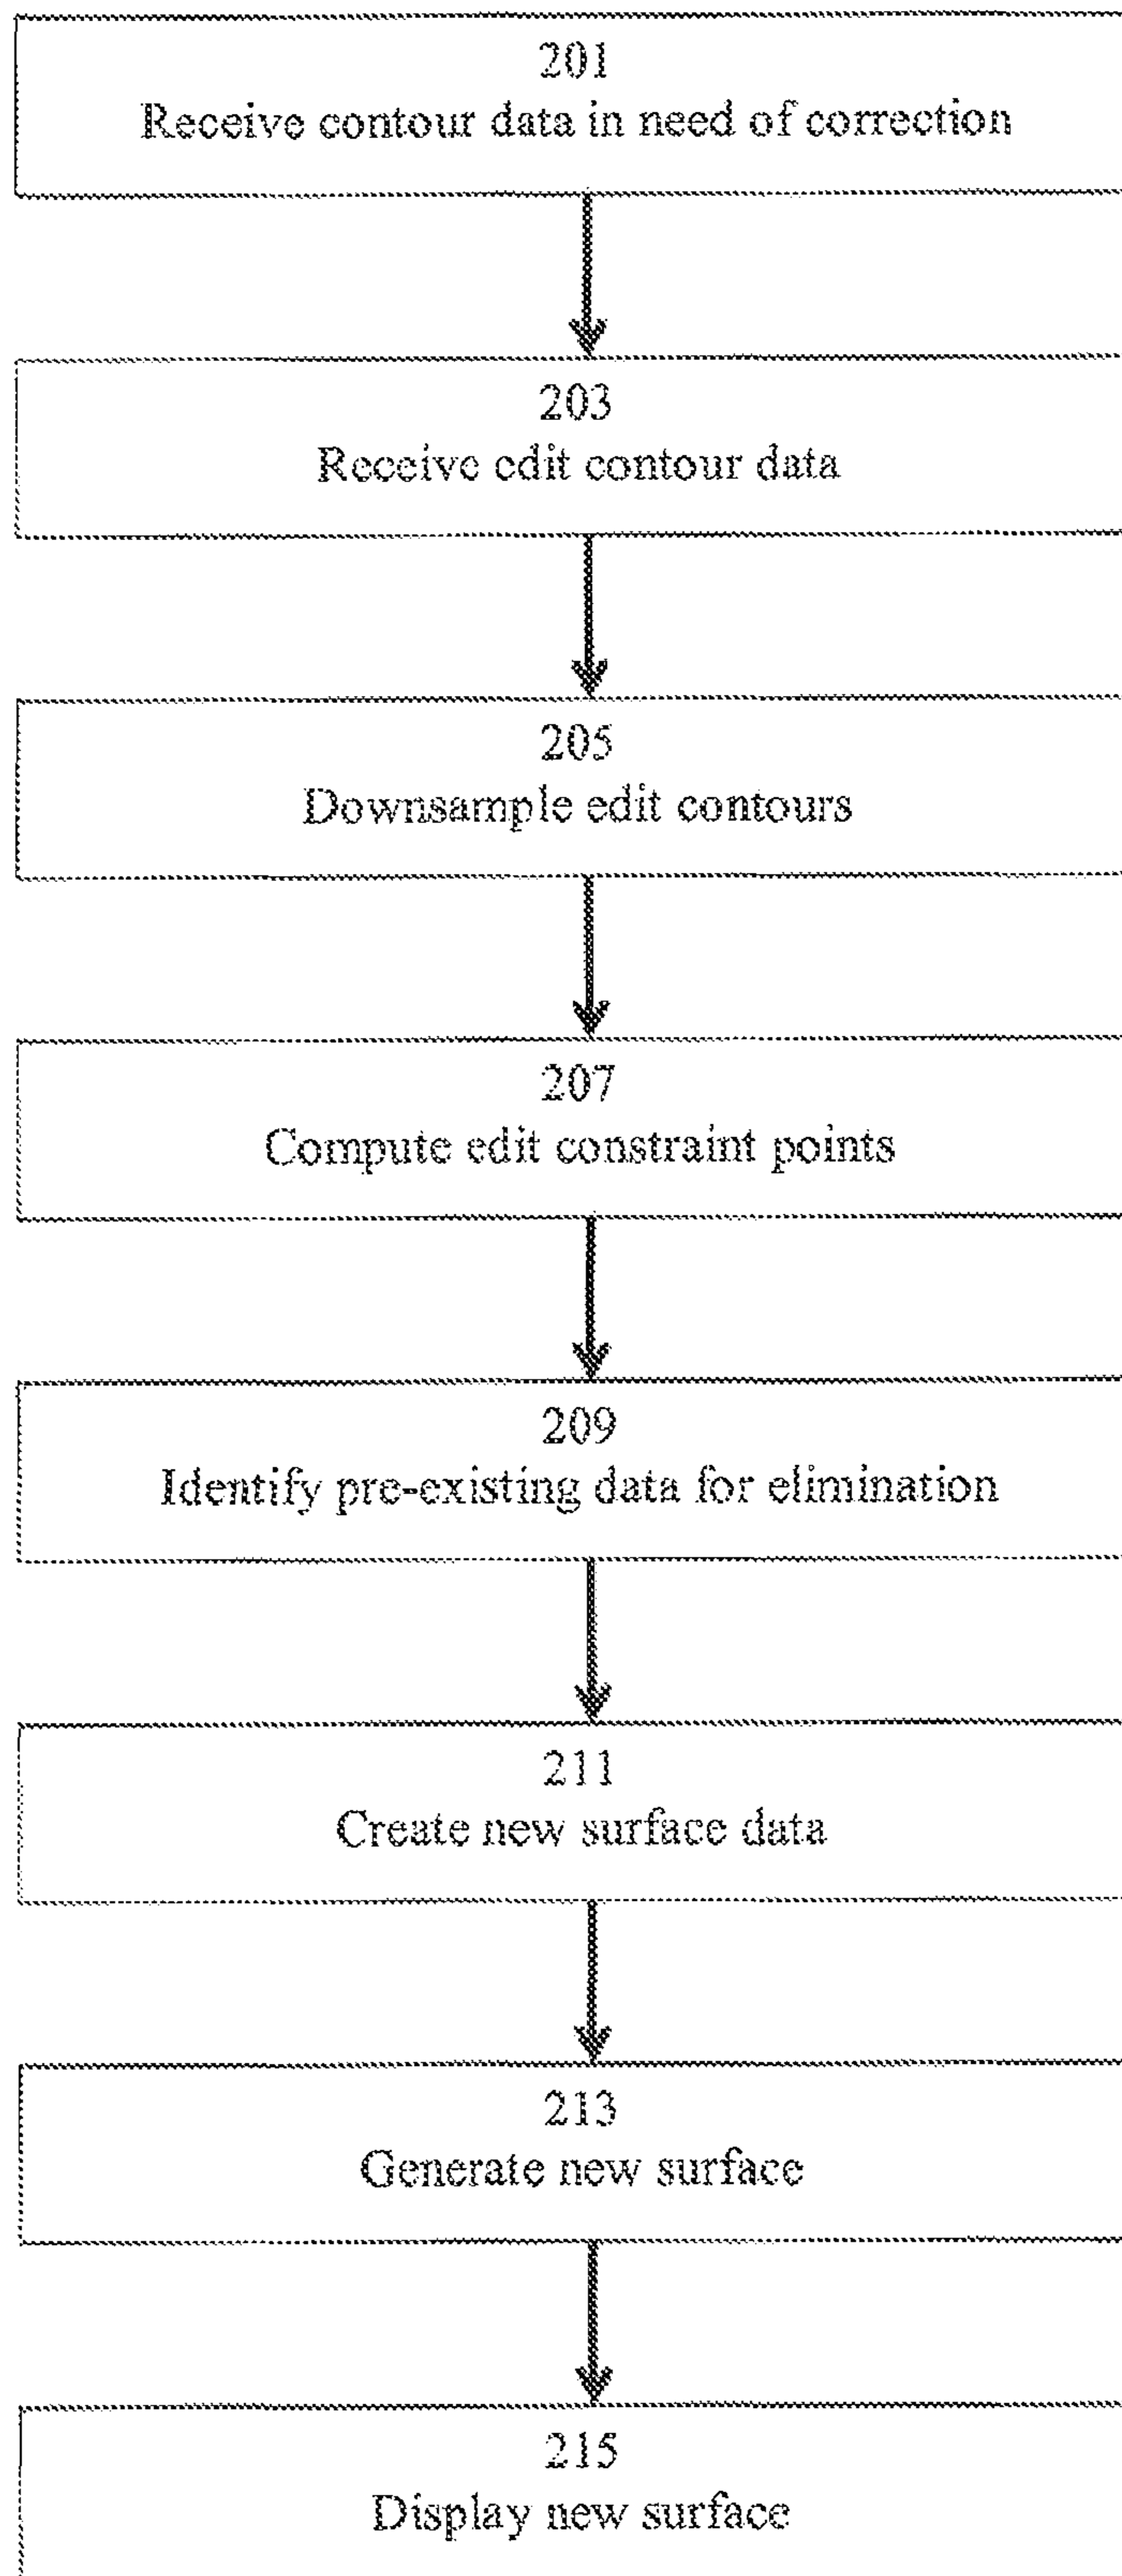 201
Receive contour data in need of correction
203
Receive edit contour data
205
Downsample edit contours
207
Compute edit constraint points
209
Identify pre-existing data for elimination
211
Create new surface data
213
Generate new surface
215
Display new surface